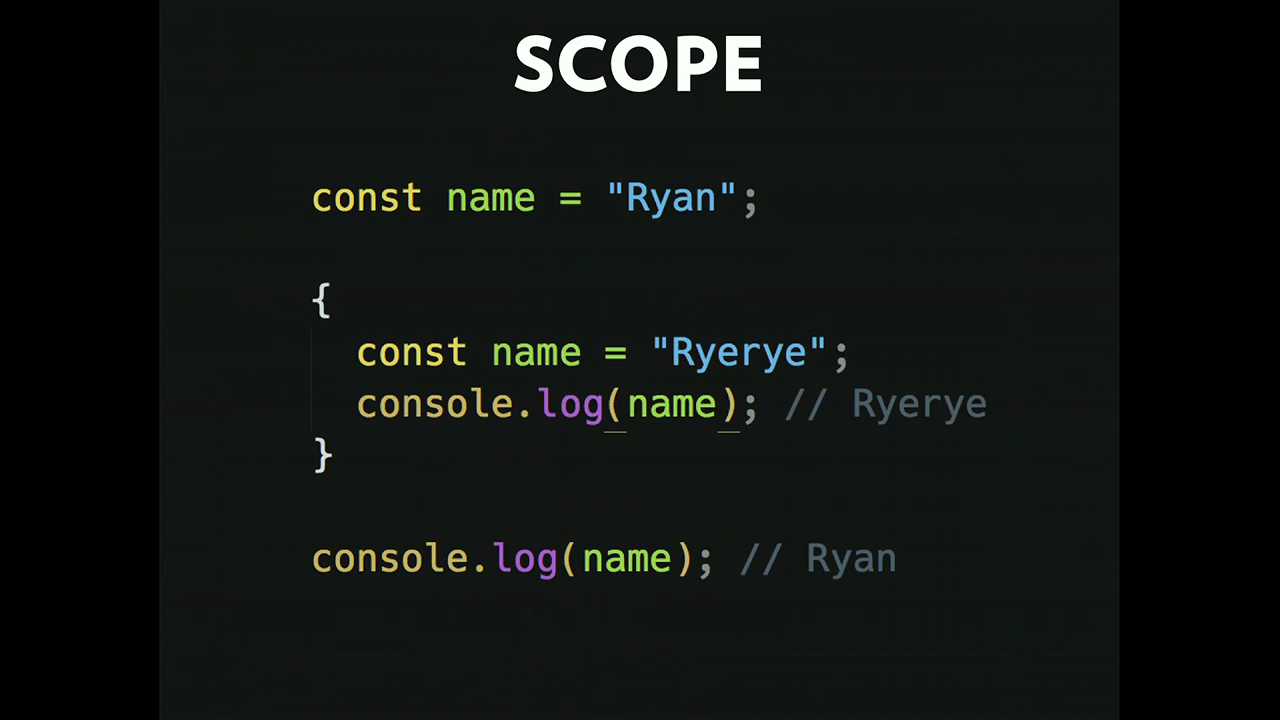 SCOPE
const name = "Ryan";
{
const name = "Ryerye";
console.log(name); // Ryerye
}
console.log(name); // Ryan